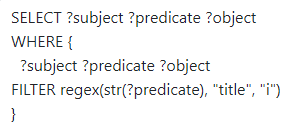 SELECT ?subject ?predicate ?object
WHERE {
?subject ?predicate ?object
FILTER regex(str(?predicate), "title", "i")
}